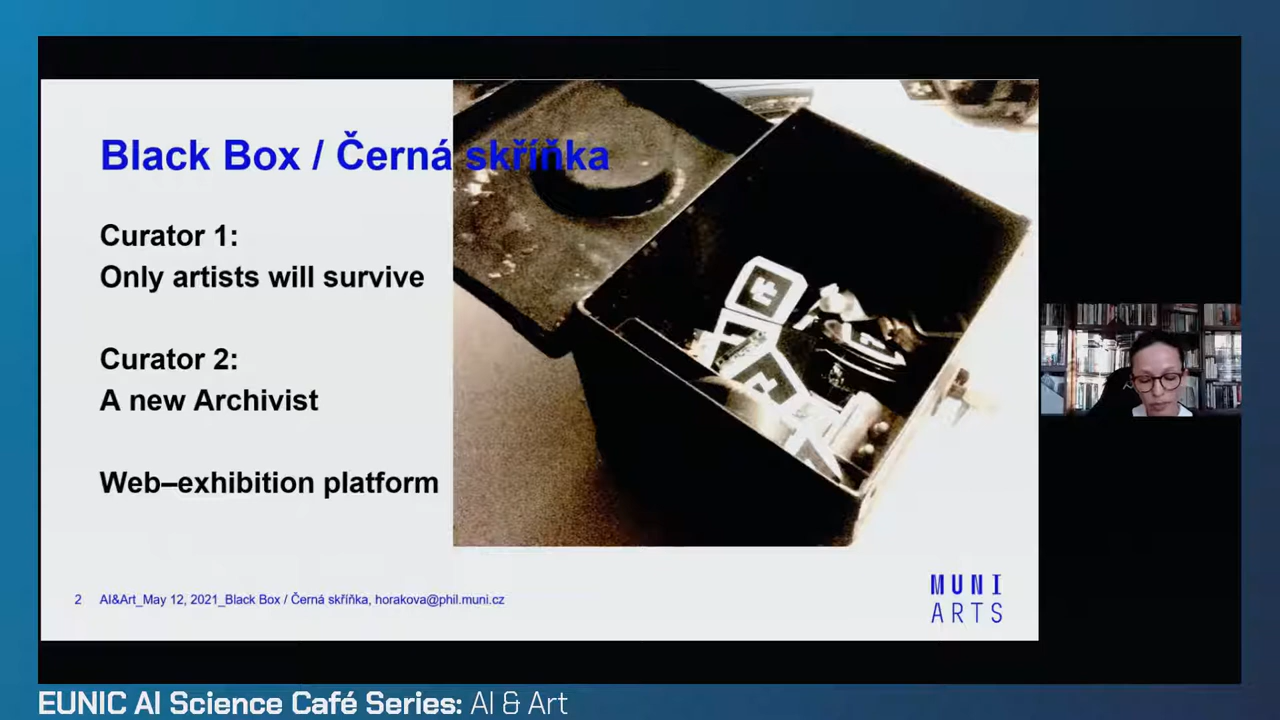 Black Box / Černá skříňka
Curator 1:
Only artists will survive
Curator 2:
A new Archivist
Web–exhibition platform
2 AI&Art_May 12, 2021_Black Box / Černá skříňka, horakova@phil.muni.cz
MUNI
ARTS
EUNIC AI Science Café Series: AI & Art